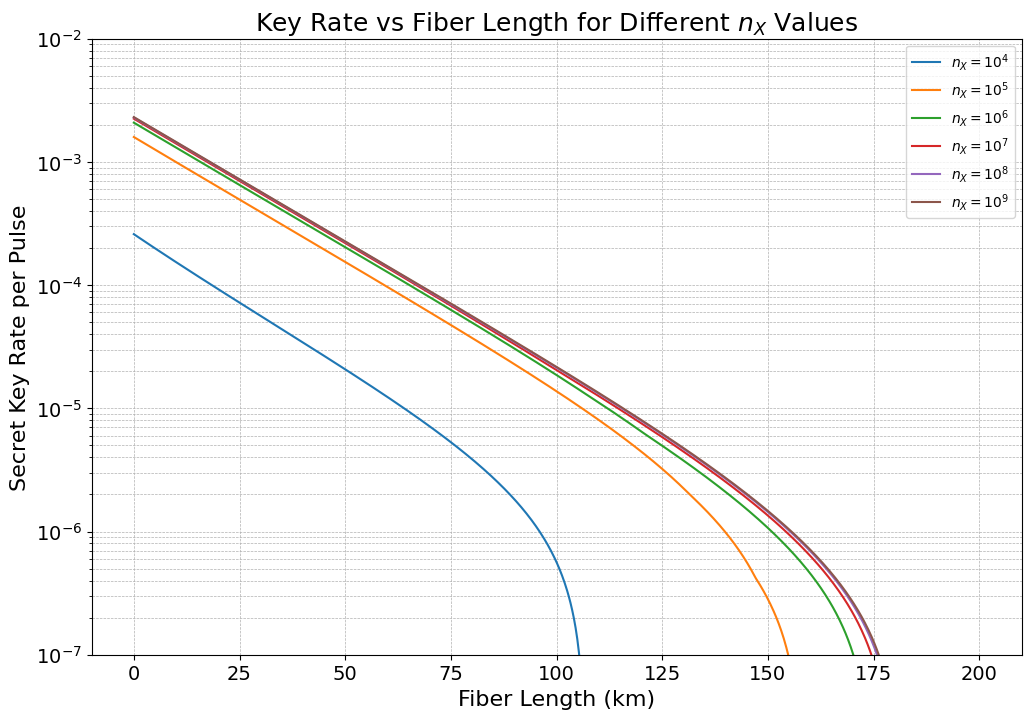 Key Rate vs Fiber Length for Different n_X Values
Secret Key Rate per Pulse
10^-2
10^-3
10^-4
10^-5
10^-6
10^-7
n_X = 10^4
n_X = 10^5
n_X = 10^6
n_X = 10^7
n_X = 10^8
n_X = 10^9
0 25 50 75 100 125 150 175 200
Fiber Length (km)